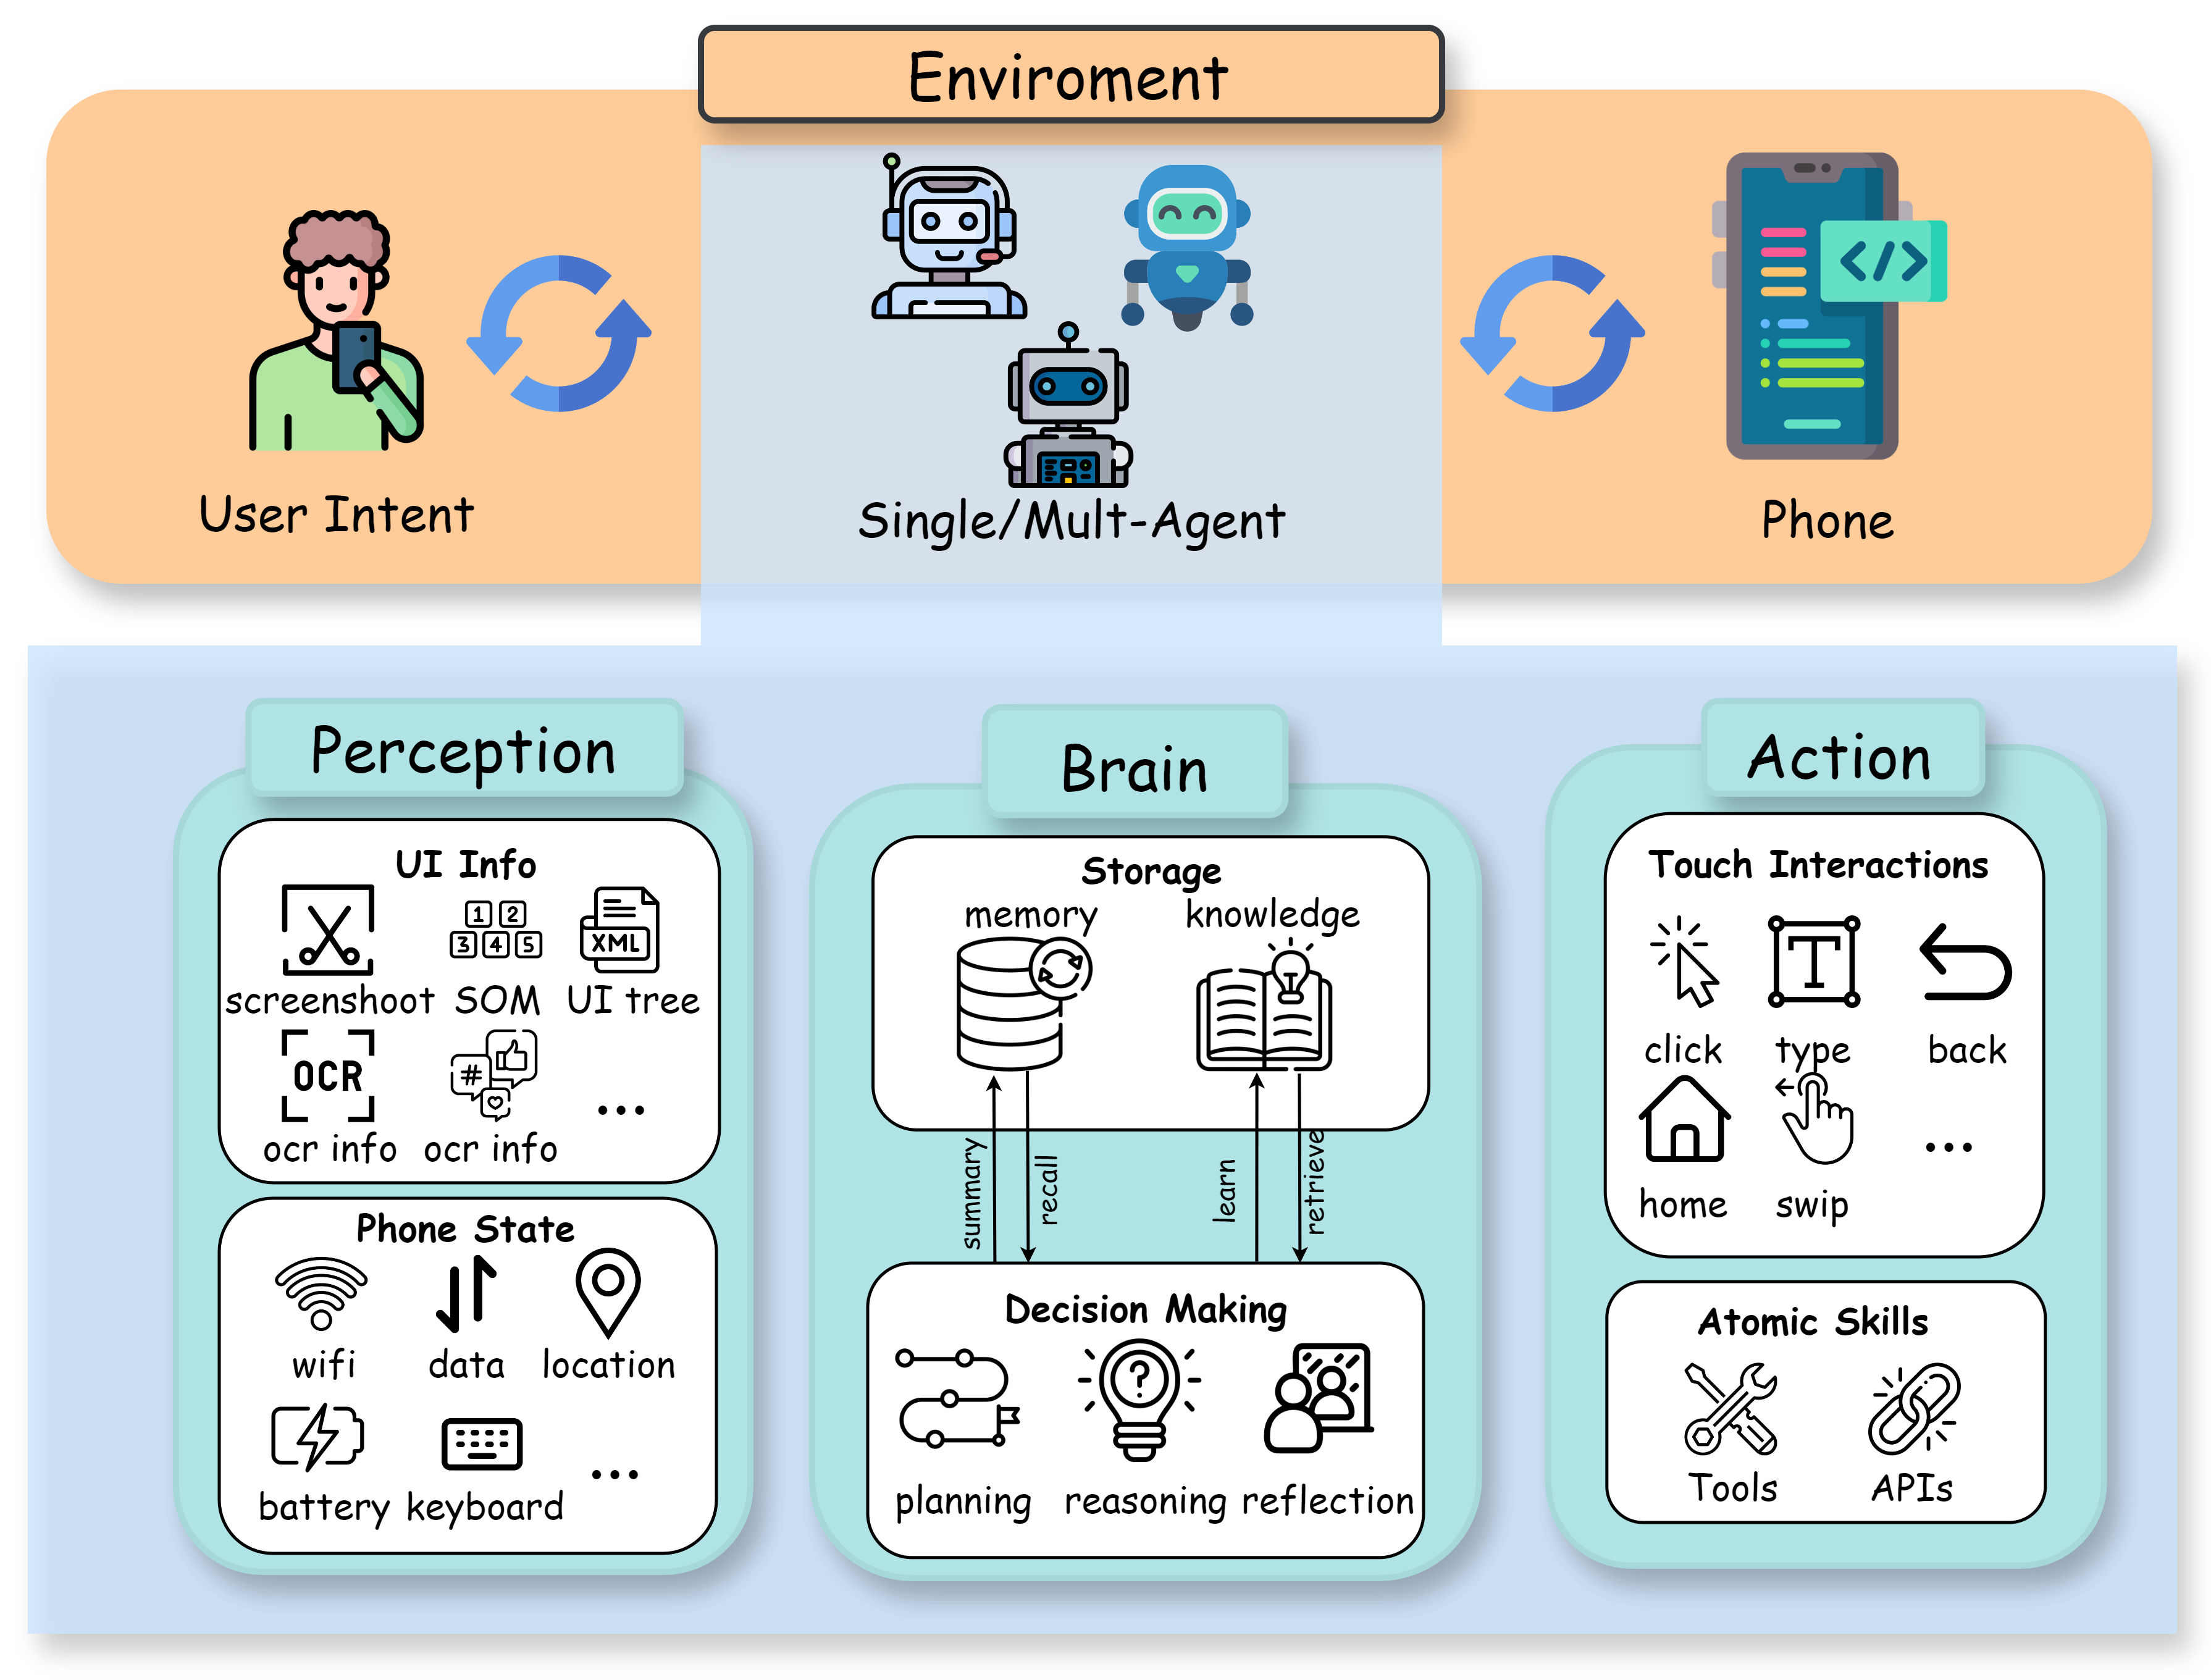 Enviroment
User Intent
Single/Mult-Agent
Phone
Perception
UI Info
1 2
3 4 5
XML
screenshoot SOM UI tree
OCR
#
ocr info ocr info
...
Phone State
wifi data location
battery keyboard
...
Brain
Storage
memory knowledge
summary
recall
learn
retrieve
Decision Making
?
planning reasoning reflection
Action
Touch Interactions
T
click type back
home swip
...
Atomic Skills
Tools APIs